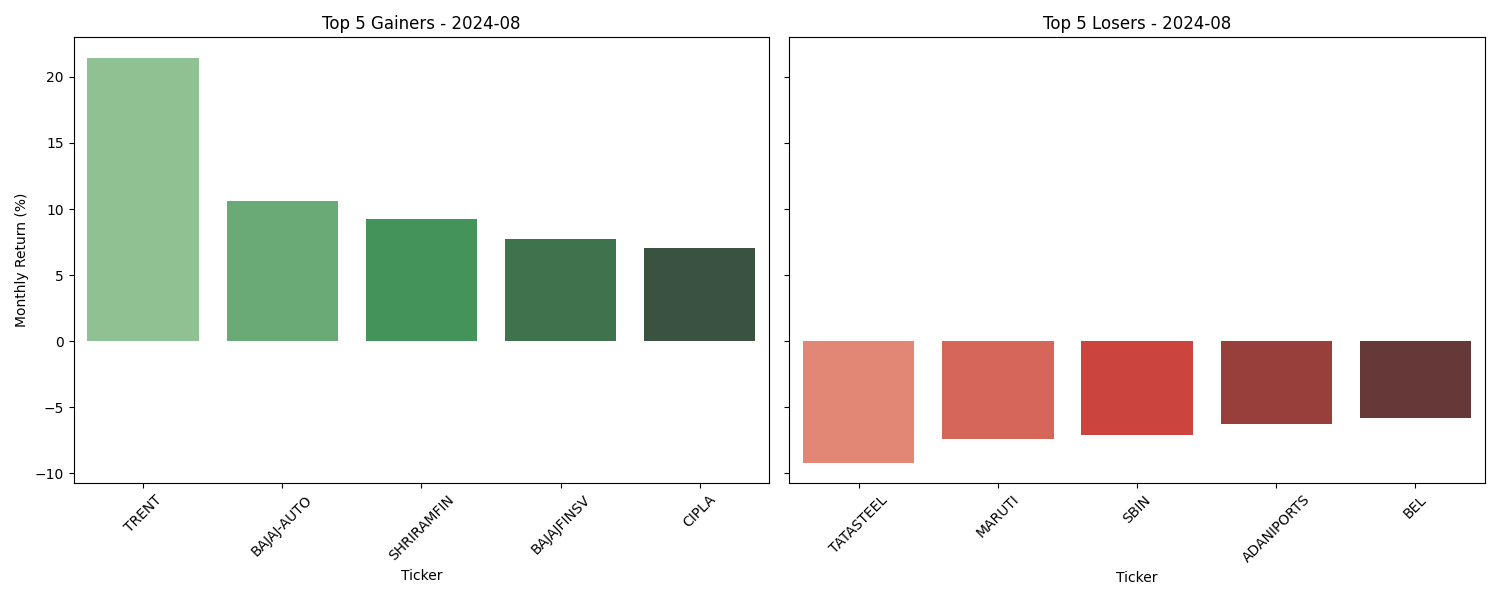 Top 5 Gainers - 2024-08
Monthly Return (%)
20
15
10
5
0
−5
−10
TRENT
BAJAJ-AUTO
SHRIRAMFIN
BAJAJFINSV
CIPLA
Ticker
Top 5 Losers - 2024-08
TATASTEEL
MARUTI
SBIN
ADANIPORTS
BEL
Ticker